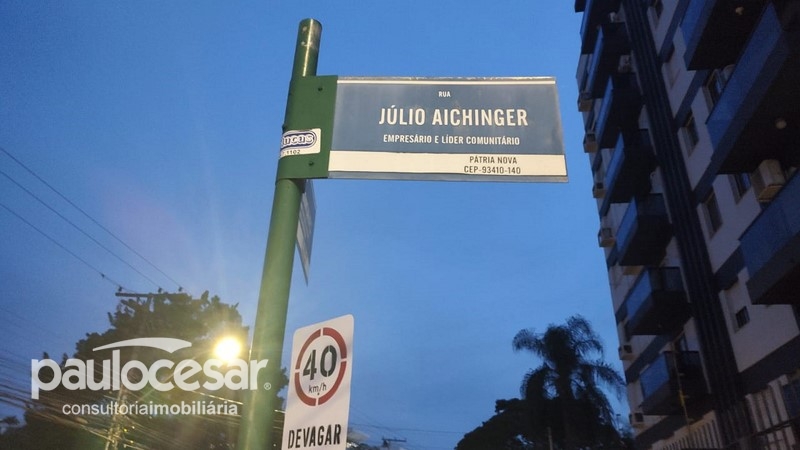 RUA
JÚLIO AICHINGER
EMPRESÁRIO E LÍDER COMUNITÁRIO
PÁTRIA NOVA
CEP-93410-140
40
km/h
DEVAGAR
paulocesar®
consultoriaimobiliária